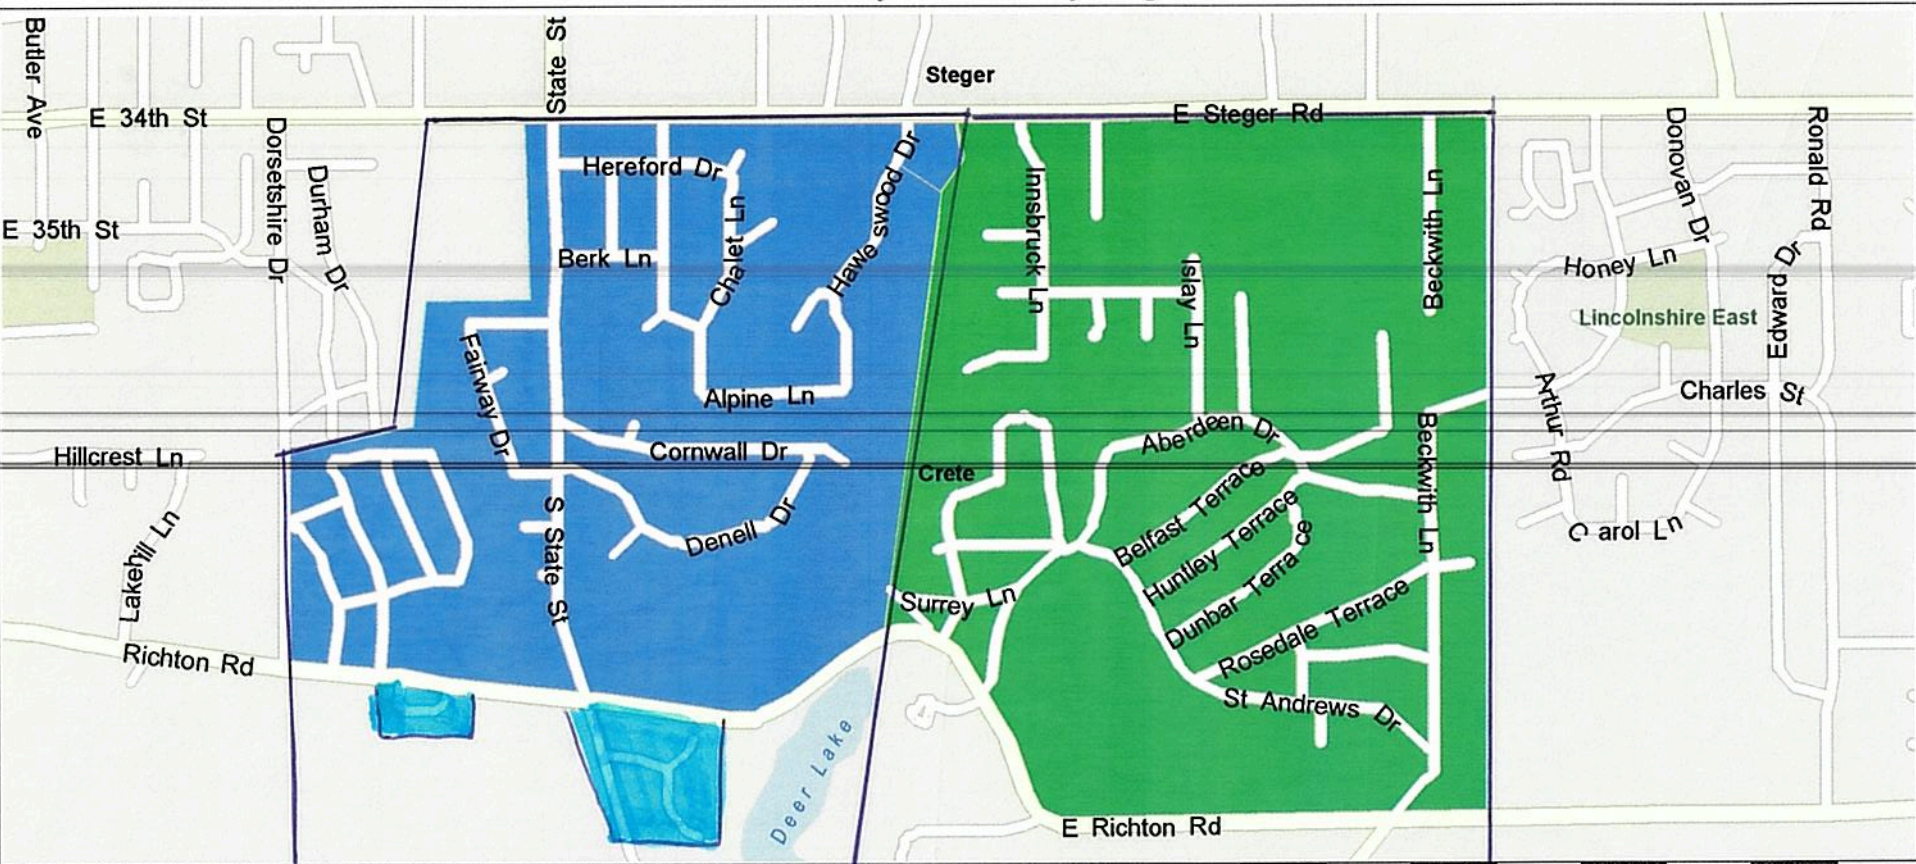 Butler Ave
State St
Steger
E 34th St
E Steger Rd
Dorsetshire Dr
Durham Dr
Hereford Dr
Hawe swood Dr
Innsbruck Ln
Beckwith Ln
Donovan Dr
Ronald Rd
E 35th St
Berk Ln
Chalet Ln
Islay Ln
Honey Ln
Edward Dr
Lincolnshire East
Fairway Dr
Alpine Ln
Arthur Rd
Charles St
Hillcrest Ln
Cornwall Dr
Crete
Aberdeen Dr
Beckwith Ln
Lakehill Ln
S State St
Denell Dr
Belfast Terrace
Huntley Terrace
Dunbar Terra ce
C arol Ln
Surrey Ln
Rosedale Terrace
Richton Rd
St Andrews Dr
Deer Lake
E Richton Rd